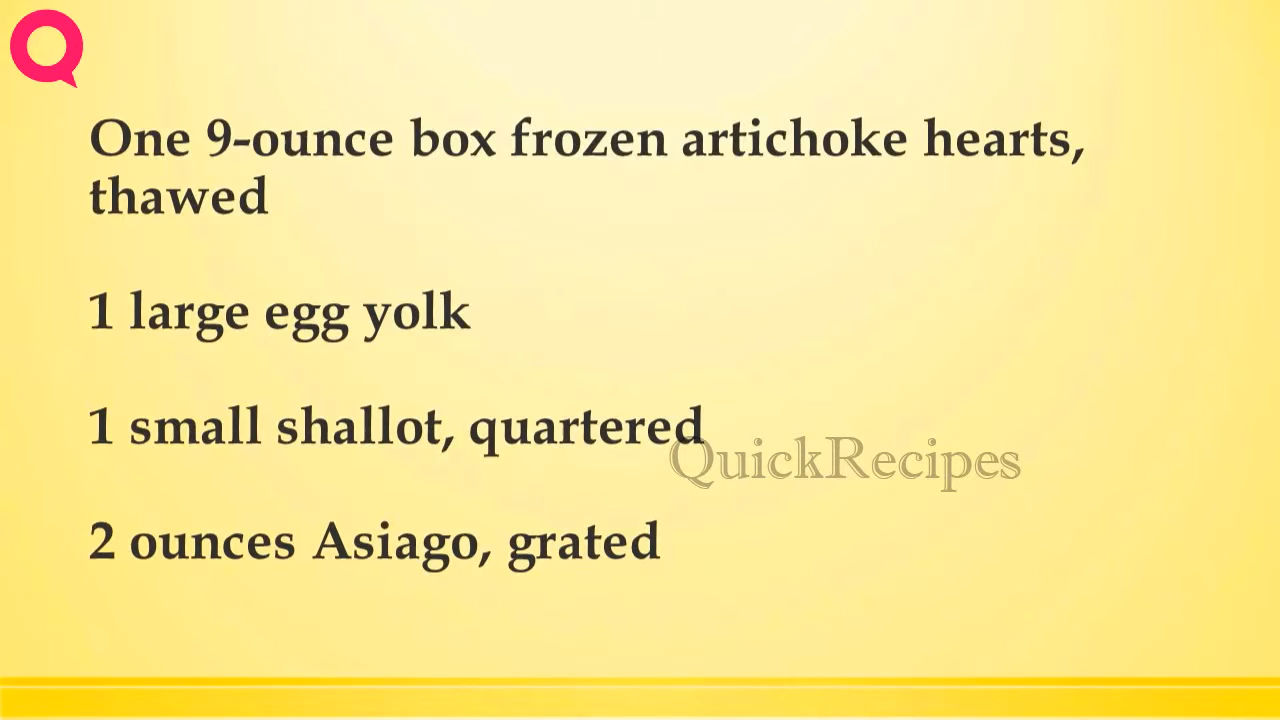 One 9-ounce box frozen artichoke hearts,
thawed
1 large egg yolk
1 small shallot, quartered
QuickRecipes
2 ounces Asiago, grated